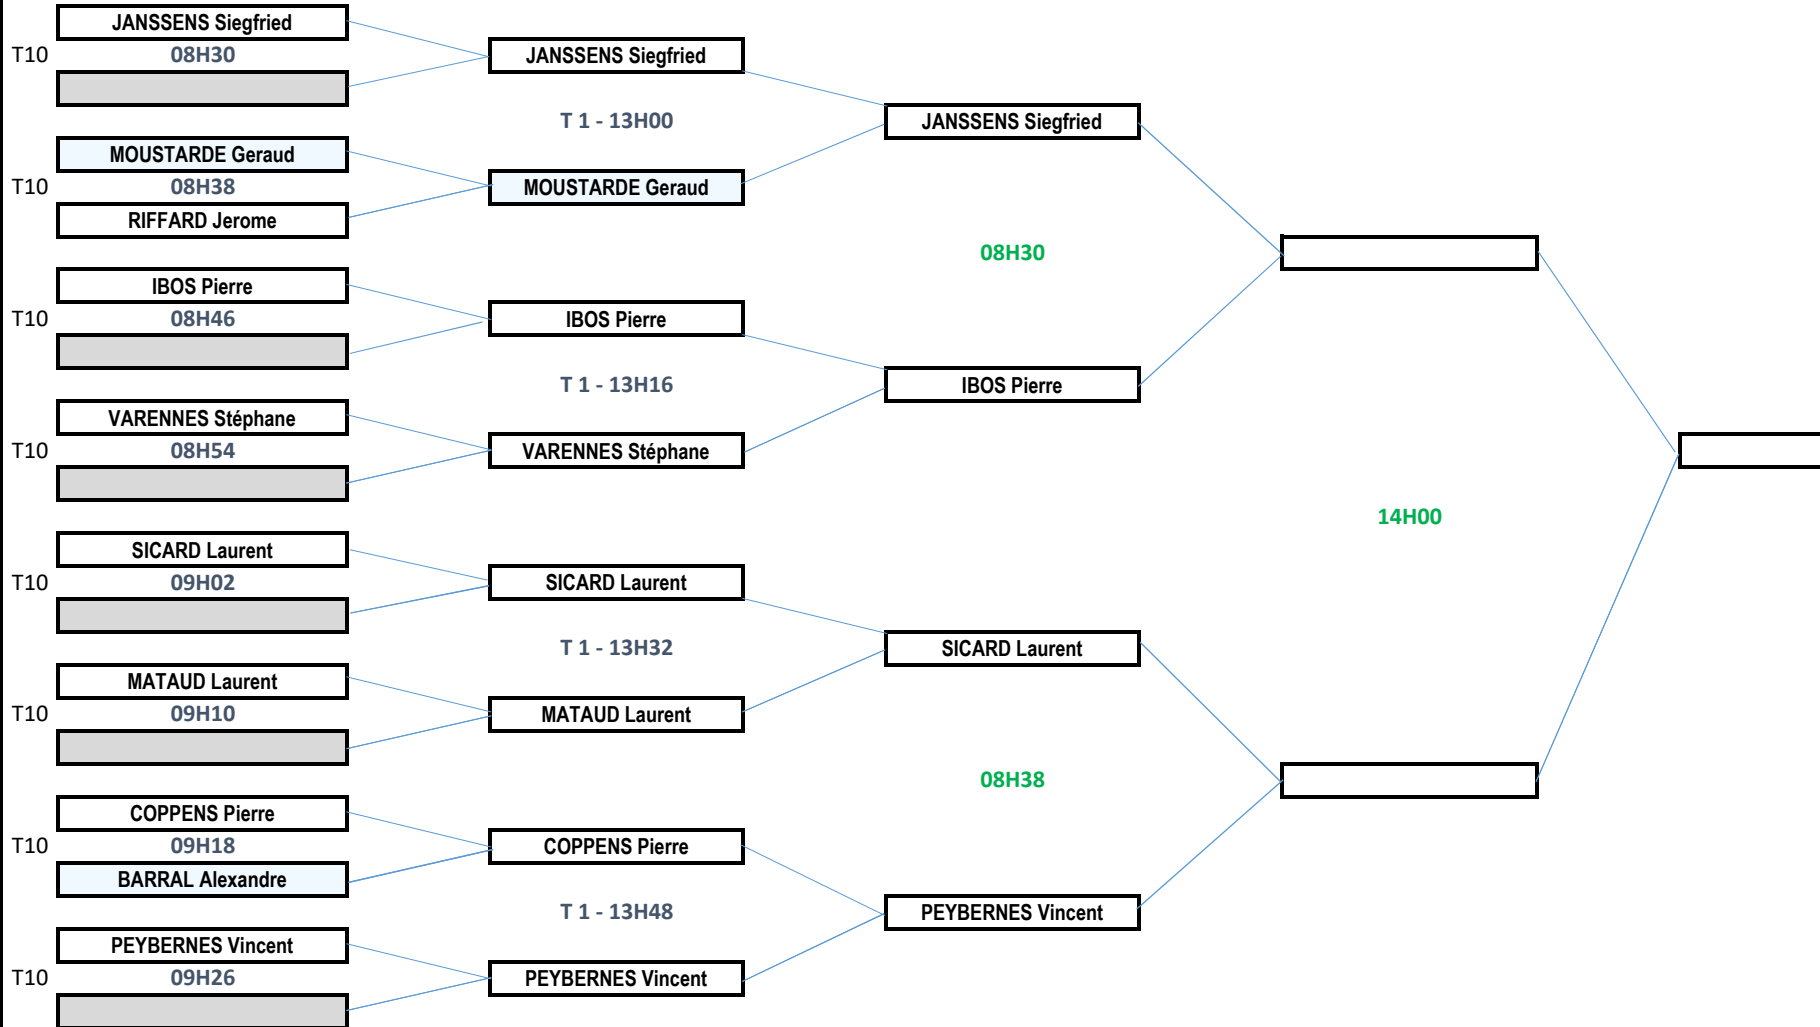 JANSSENS Siegfried
T10 08H30
JANSSENS Siegfried
T 1 - 13H00
JANSSENS Siegfried
MOUSTARDE Geraud
T10 08H38
MOUSTARDE Geraud
RIFFARD Jerome
08H30
IBOS Pierre
T10 08H46
IBOS Pierre
T 1 - 13H16
IBOS Pierre
VARENNES Stéphane
T10 08H54
VARENNES Stéphane
14H00
SICARD Laurent
T10 09H02
SICARD Laurent
T 1 - 13H32
SICARD Laurent
MATAUD Laurent
T10 09H10
MATAUD Laurent
08H38
COPPENS Pierre
T10 09H18
COPPENS Pierre
BARRAL Alexandre
T 1 - 13H48
PEYBERNES Vincent
PEYBERNES Vincent
T10 09H26
PEYBERNES Vincent